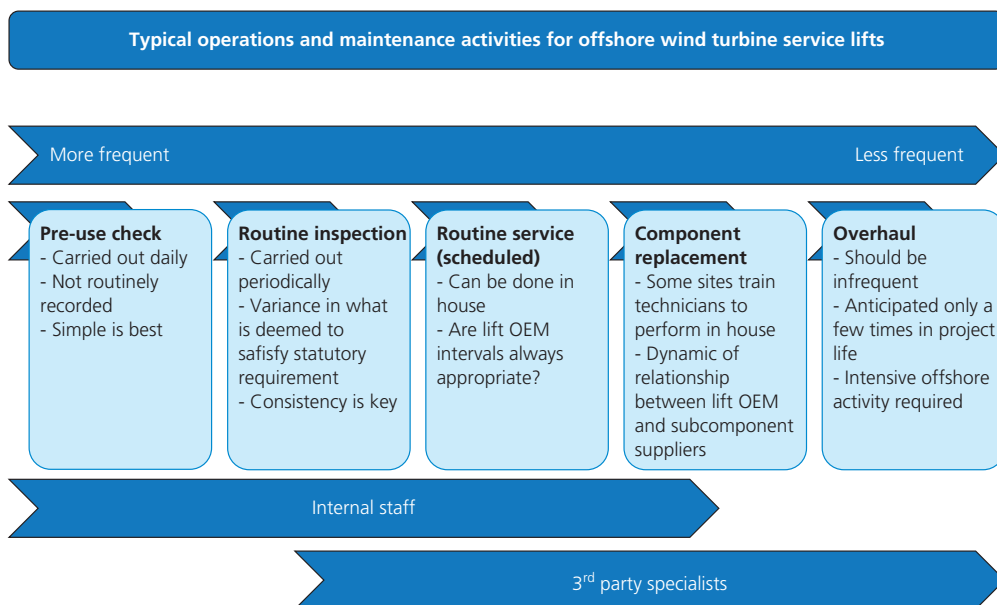 Typical operations and maintenance activities for offshore wind turbine service lifts
More frequent
Less frequent
Pre-use check
- Carried out daily
- Not routinely
recorded
- Simple is best
Routine inspection
- Carried out
periodically
- Variance in what
is deemed to
safisfy statutory
requirement
- Consistency is key
Routine service
(scheduled)
- Can be done in
house
- Are lift OEM
intervals always
appropriate?
Component
replacement
- Some sites train
technicians to
perform in house
- Dynamic of
relationship
between lift OEM
and subcomponent
suppliers
Overhaul
- Should be
infrequent
- Anticipated only a
few times in project
life
- Intensive offshore
activity required
Internal staff
3rd party specialists